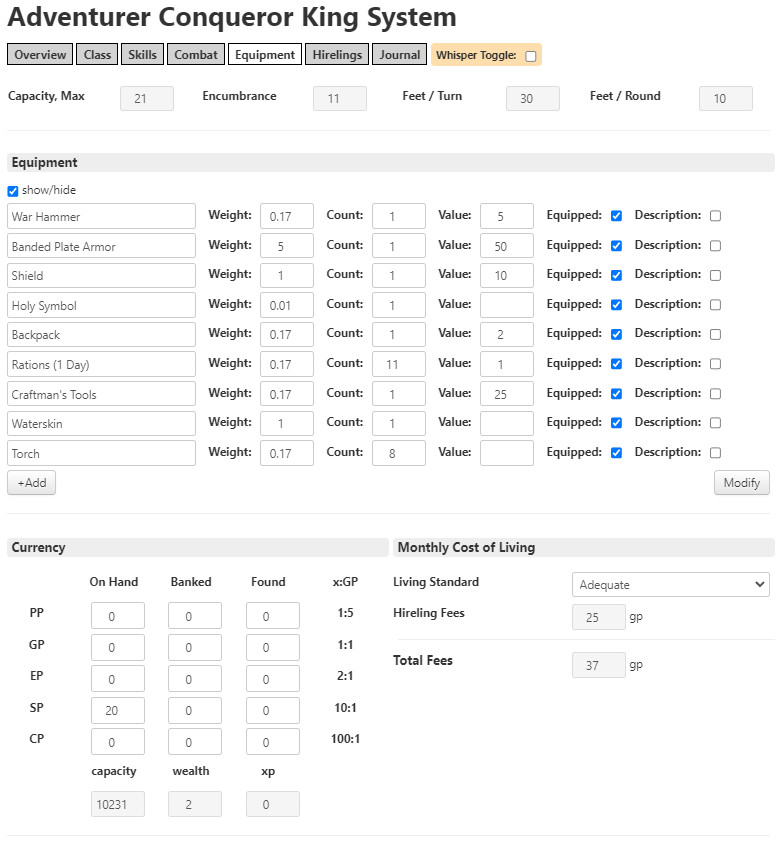 Adventurer Conqueror King System
Overview Class Skills Combat Equipment Hirelings Journal Whisper Toggle:
Capacity, Max 21 Encumbrance 11 Feet / Turn 30 Feet / Round 10
Equipment
show/hide
War Hammer Weight: 0.17 Count: 1 Value: 5 Equipped: Description:
Banded Plate Armor Weight: 5 Count: 1 Value: 50 Equipped: Description:
Shield Weight: 1 Count: 1 Value: 10 Equipped: Description:
Holy Symbol Weight: 0.01 Count: 1 Value: Equipped: Description:
Backpack Weight: 0.17 Count: 1 Value: 2 Equipped: Description:
Rations (1 Day) Weight: 0.17 Count: 11 Value: 1 Equipped: Description:
Craftman's Tools Weight: 0.17 Count: 1 Value: 25 Equipped: Description:
Waterskin Weight: 1 Count: 1 Value: Equipped: Description:
Torch Weight: 0.17 Count: 8 Value: Equipped: Description:
+Add Modify
Currency Monthly Cost of Living
On Hand Banked Found x:GP Living Standard Adequate
PP 0 0 0 1:5 Hireling Fees 25 gp
GP 0 0 0 1:1 Total Fees 37 gp
EP 0 0 0 2:1
SP 20 0 0 10:1
CP 0 0 0 100:1
capacity wealth xp
10231 2 0